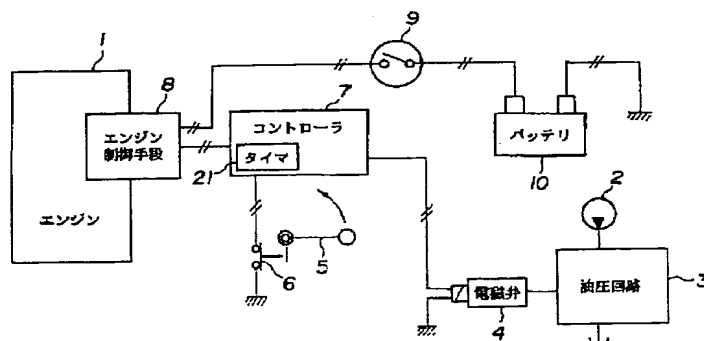 1
9
8
7
2
エンジン
制御手段
コントローラ
タイマ
21
バッテリ
10
エンジン
5
6
電磁弁
4
油圧回路
3